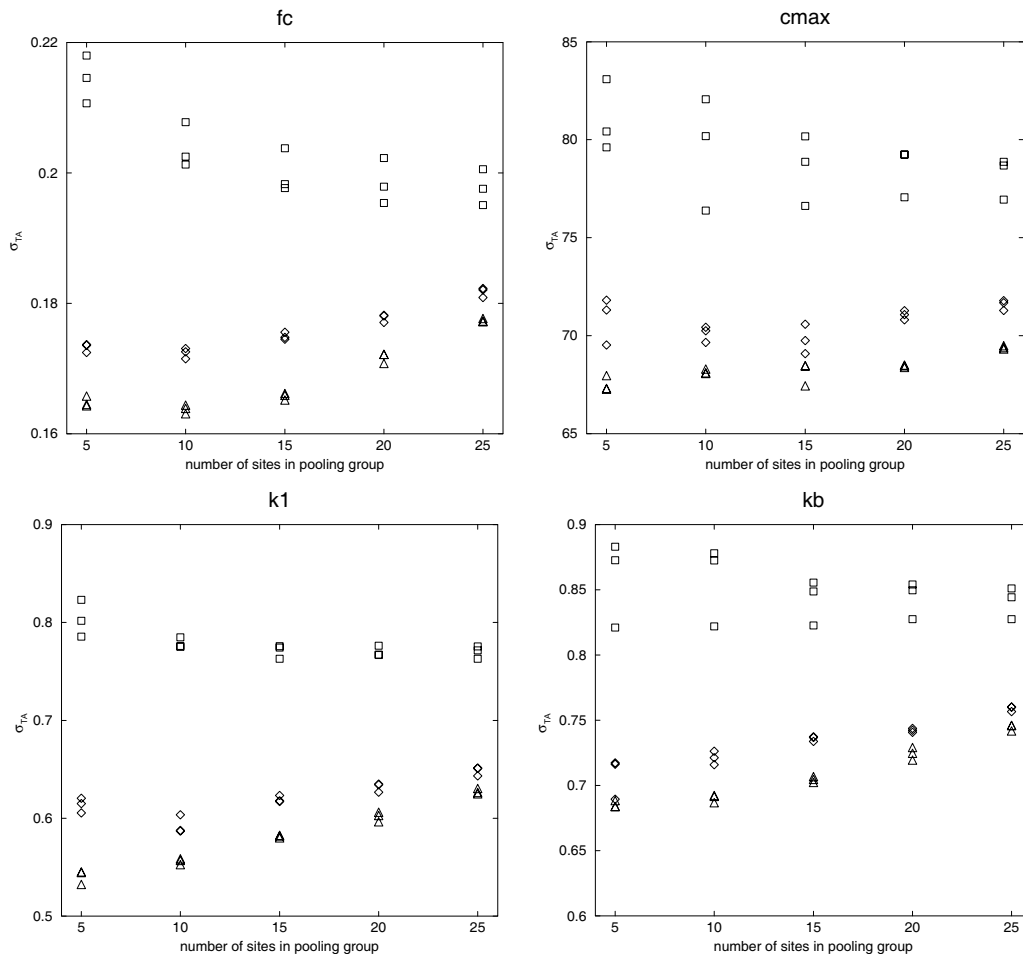 fc
0.22
0.2
0.18
0.16
σTA
5 10 15 20 25
number of sites in pooling group
cmax
85
80
75
70
65
σTA
5 10 15 20 25
number of sites in pooling group
k1
0.9
0.8
0.7
0.6
0.5
σTA
5 10 15 20 25
number of sites in pooling group
kb
0.9
0.85
0.8
0.75
0.7
0.65
0.6
σTA
5 10 15 20 25
number of sites in pooling group